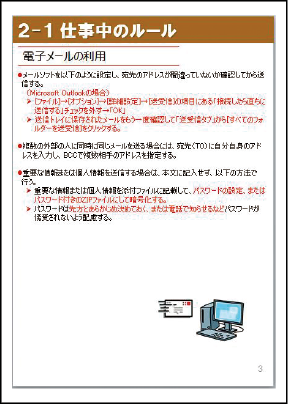 2-1 仕事中のルール
電子メールの利用
●メールソフトを以下のように設定し、宛先のアドレスが間違っていないか確認してから送
信する。
(Microsoft Outlookの場合)
➢ [ファイル]→[オプション]→[詳細設定]→[送受信]の項目にある「接続したら直ちに
送信する」チェックを外す→「OK」
➢ 送信トレイに保存されたメールをもう一度確認して「送受信タブ」から「すべてのフォ
ルダーを送受信」をクリックする。
●複数の外部の人に同時に同じメールを送る場合には、宛先(TO)に自分自身のアド
レスを入力し、BCCで複数相手のアドレスを指定する。
●重要な情報または個人情報を送信する場合は、本文に記入せず、以下の方法で
行う。
➢ 重要な情報または個人情報を添付ファイルに記載して、パスワードの設定、または
パスワード付きのZIPファイルにして暗号化する。
➢ パスワードは先方とあらかじめ決めておく、または電話で知らせるなどパスワードが
傍受されないよう配慮する。
3